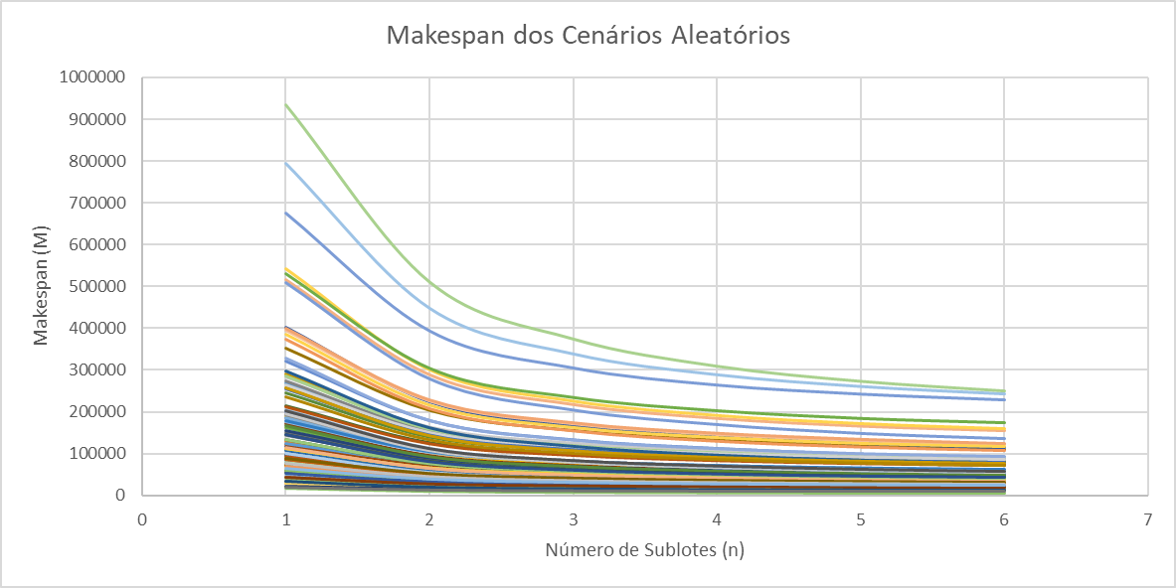 Makespan dos Cenários Aleatórios
Makespan (M)
1000000
900000
800000
700000
600000
500000
400000
300000
200000
100000
0
0 1 2 3 4 5 6 7
Número de Sublotes (n)